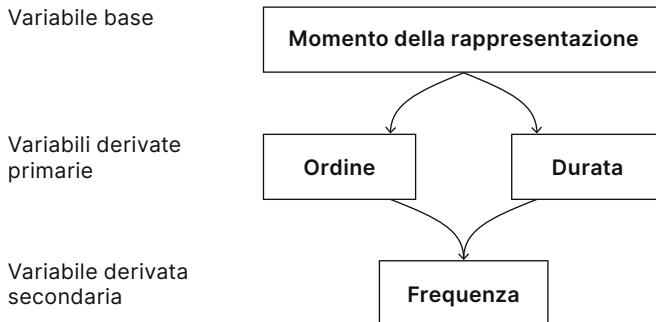 Variabile base
Momento della rappresentazione
Variabili derivate
primarie
Ordine
Durata
Variabile derivata
secondaria
Frequenza